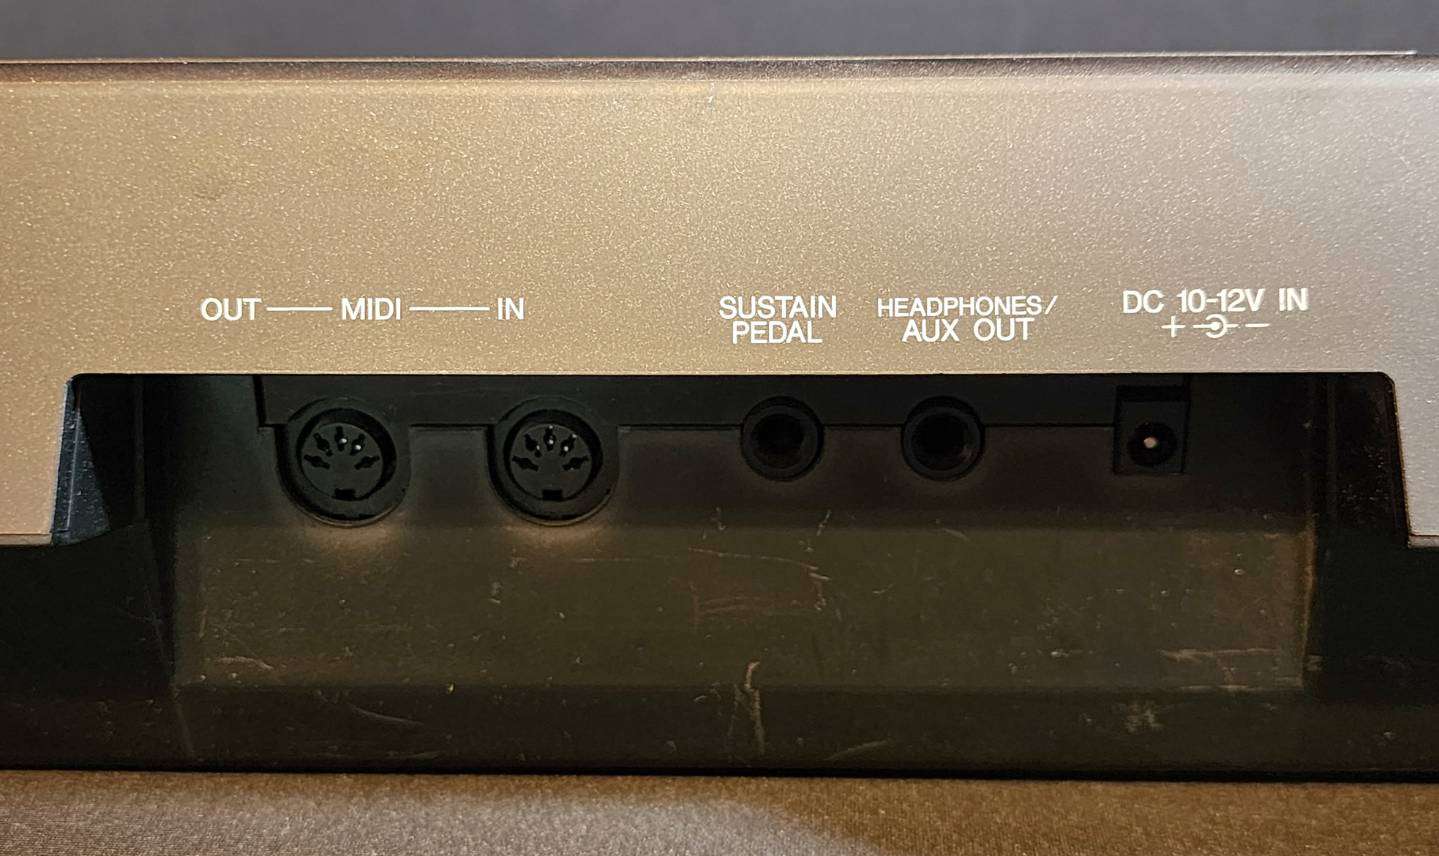 OUT MIDI IN
SUSTAIN
PEDAL
HEADPHONES/
AUX OUT
DC 10-12V IN
+ -